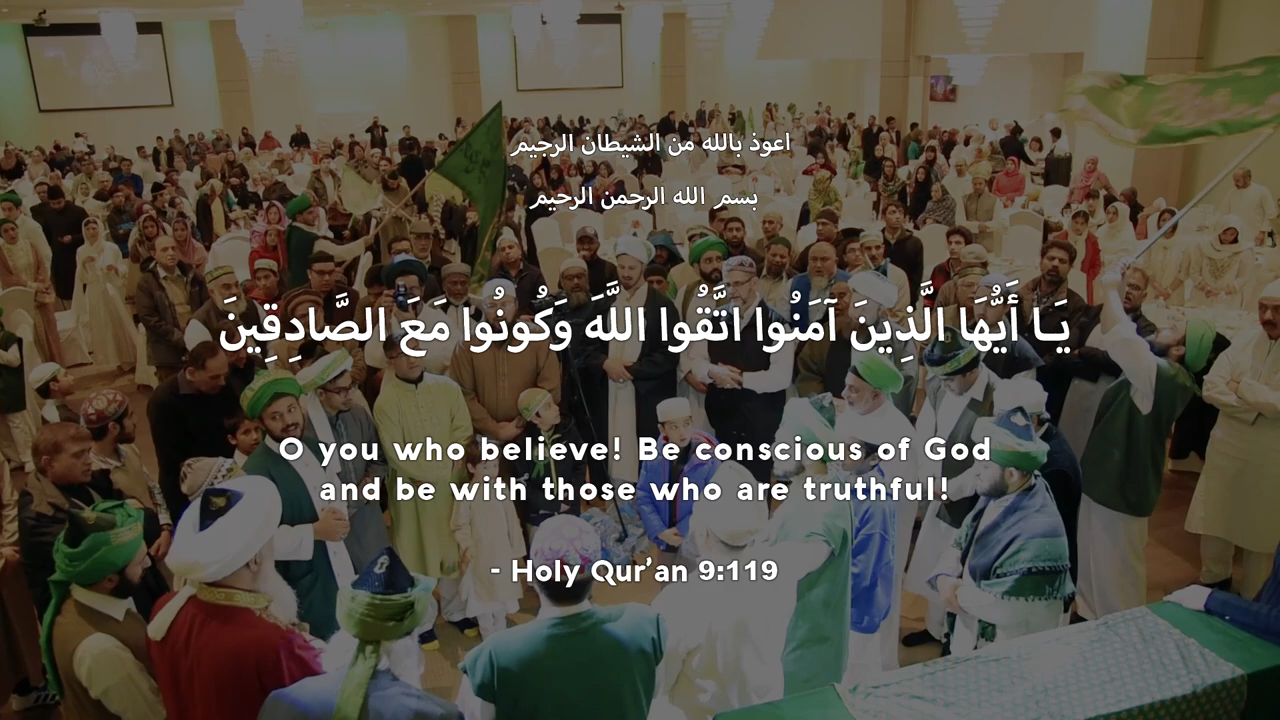 اعوذ بالله من الشيطان الرجيم
بسم الله الرحمن الرحيم
يَا أَيُّهَا الَّذِينَ آمَنُوا اتَّقُوا اللَّهَ وَكُونُوا مَعَ الصَّادِقِينَ
O you who believe! Be conscious of God
and be with those who are truthful!
- Holy Qur’an 9:119